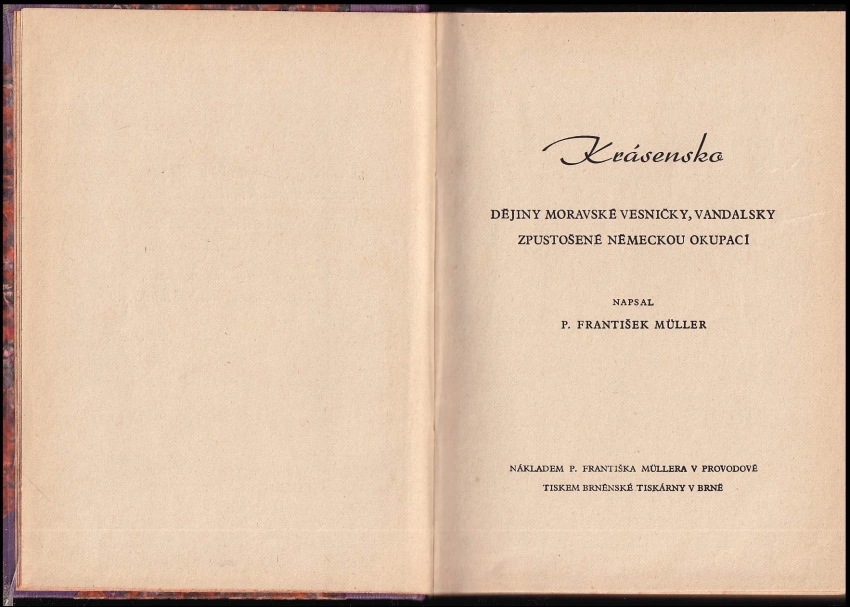 Krásensko
DĚJINY MORAVSKÉ VESNIČKY, VANDALSKY
ZPUSTOŠENÉ NĚMECKOU OKUPACÍ
NAPSAL
P. FRANTIŠEK MÜLLER
NÁKLADEM P. FRANTIŠKA MÜLLERA V PROVODOVĚ
TISKEM BRNĚNSKÉ TISKÁRNY V BRNĚ